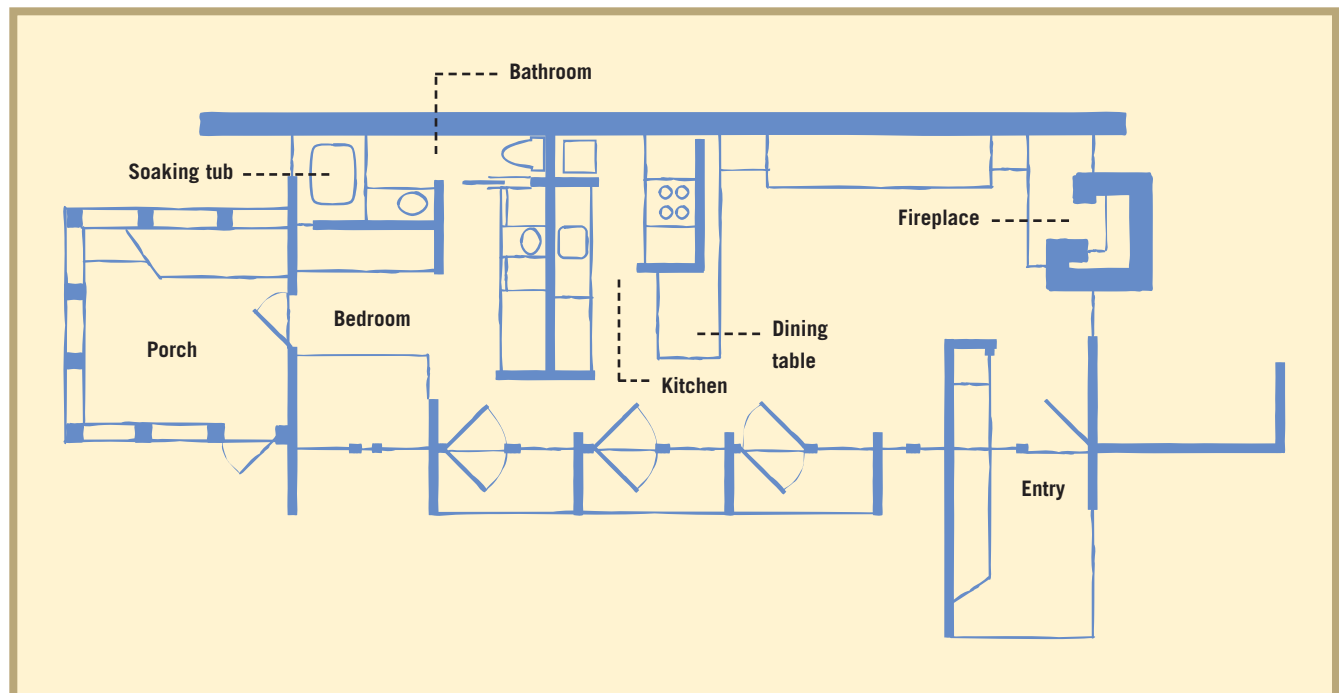 Bathroom
Soaking tub
Fireplace
Bedroom
Porch
Dining
table
Kitchen
Entry